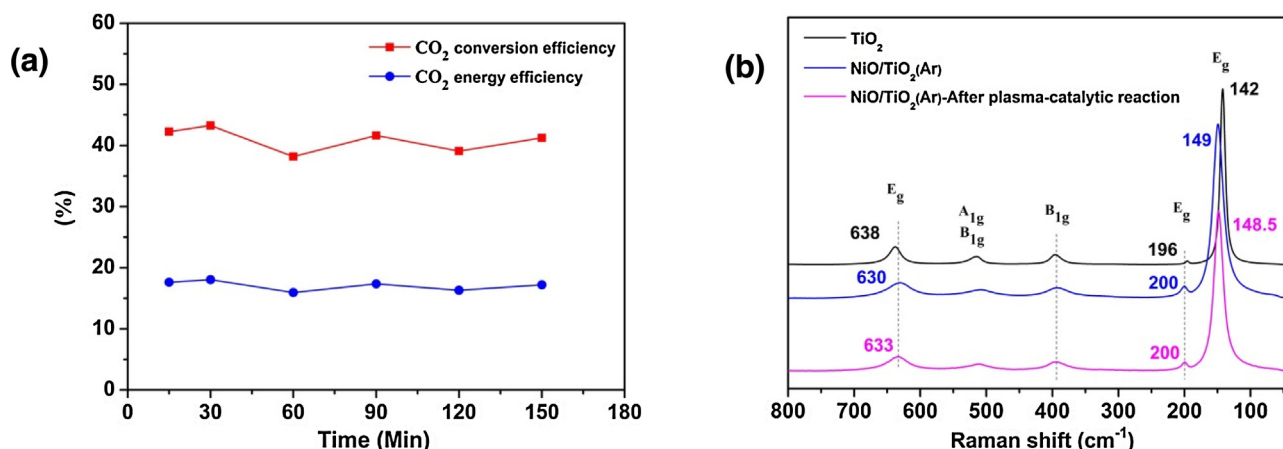 (a)
60
50
40
30
20
10
0
(%)
CO2 conversion efficiency
CO2 energy efficiency
0 30 60 90 120 150 180
Time (Min)
(b)
TiO2
NiO/TiO2(Ar)
NiO/TiO2(Ar)-After plasma-catalytic reaction
Eg
142
149
148.5
Eg
A1g
B1g
B1g
Eg
638
196
630
200
633
200
800 700 600 500 400 300 200 100
Raman shift (cm-1)